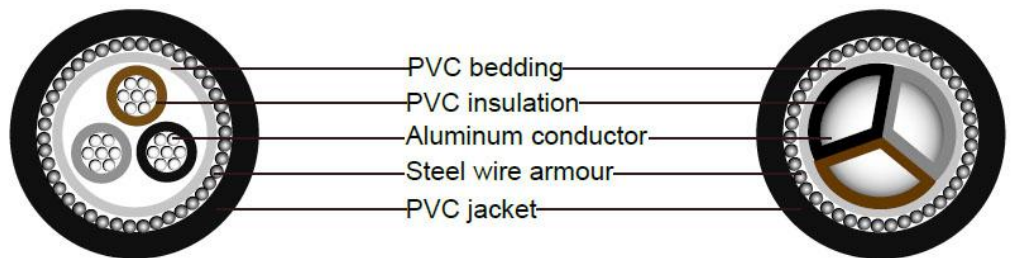 PVC bedding
PVC insulation
Aluminum conductor
Steel wire armour
PVC jacket